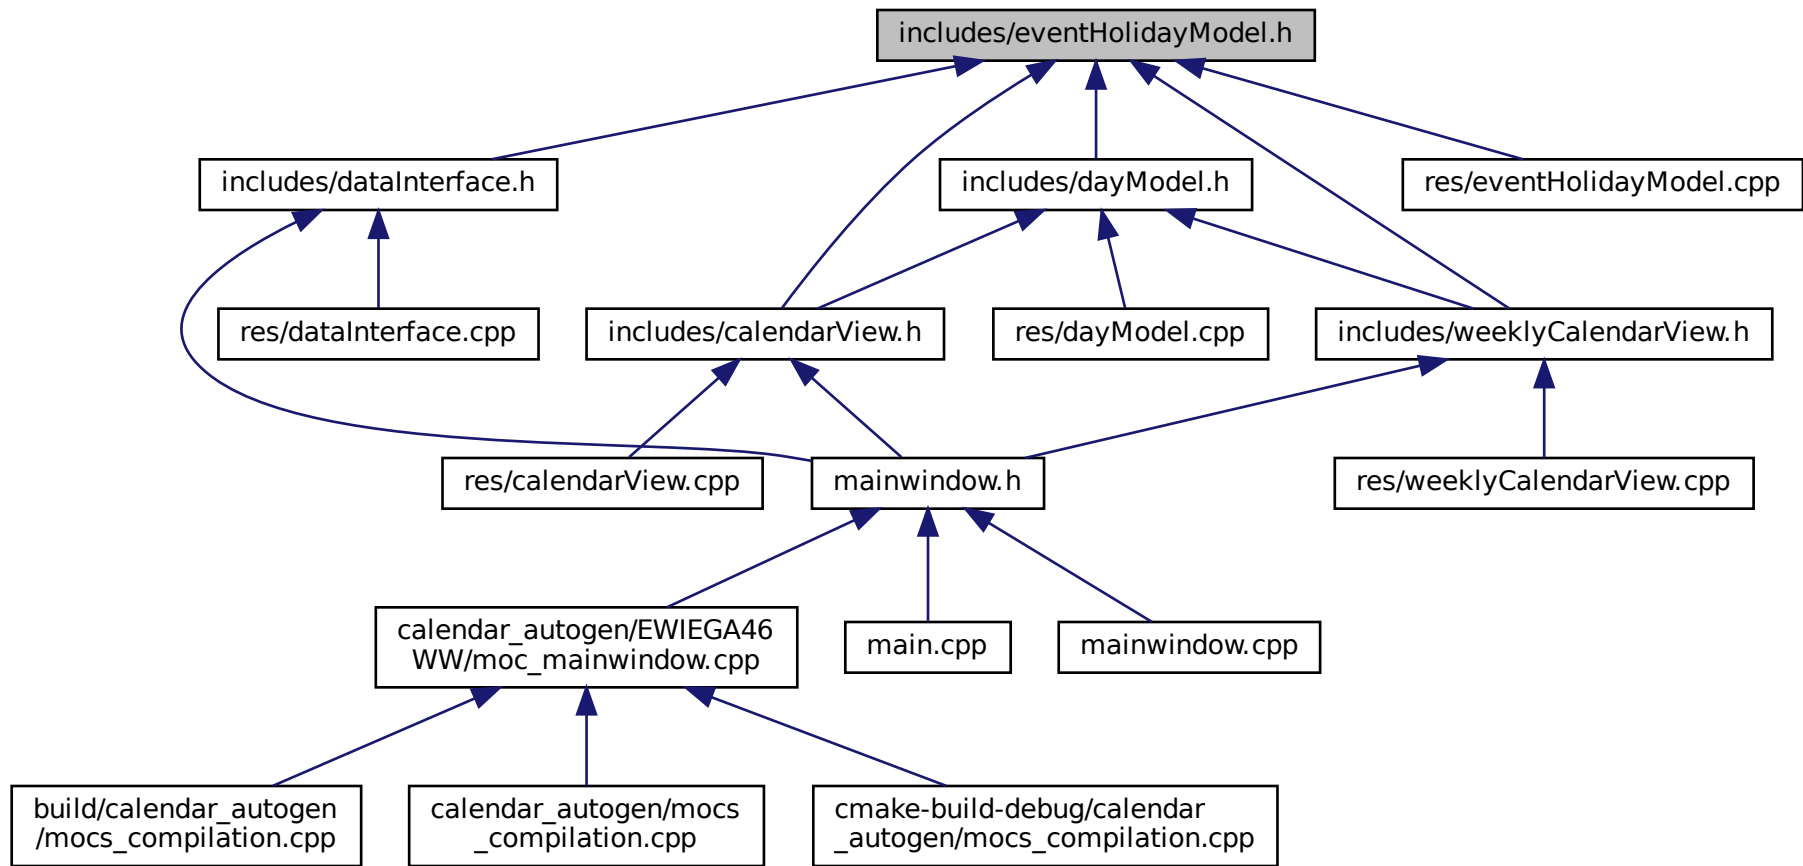 includes/eventHolidayModel.h
includes/dataInterface.h
includes/dayModel.h
res/eventHolidayModel.cpp
res/dataInterface.cpp
includes/calendarView.h
res/dayModel.cpp
includes/weeklyCalendarView.h
res/calendarView.cpp
mainwindow.h
res/weeklyCalendarView.cpp
calendar_autogen/EWIEGA46
WW/moc_mainwindow.cpp
main.cpp
mainwindow.cpp
build/calendar_autogen
/mocs_compilation.cpp
calendar_autogen/mocs
_compilation.cpp
cmake-build-debug/calendar
_autogen/mocs_compilation.cpp